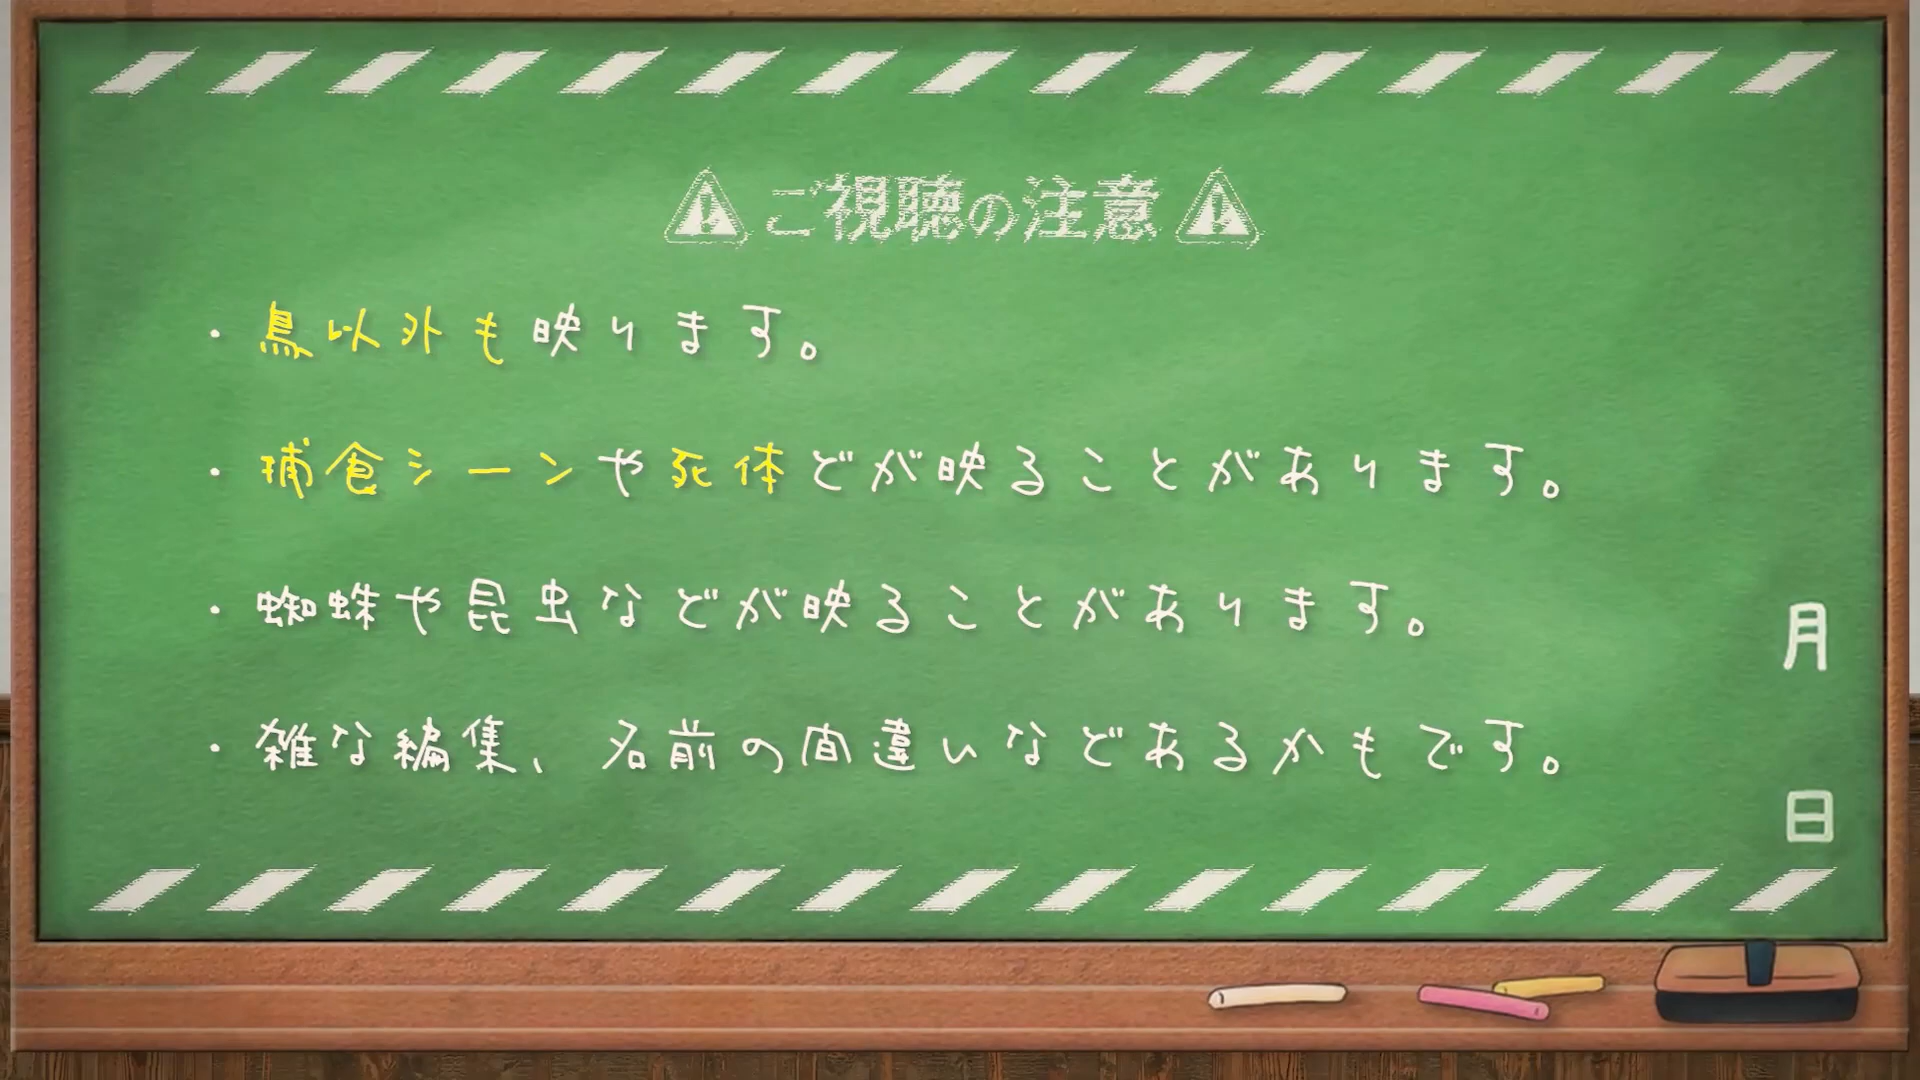 ⚠ご視聴の注意⚠
・鳥以外も映ります。
・捕食シーンや死体どが映ることがあります。
・蜘蛛や昆虫などが映ることがあります。
・雑な編集、名前の間違いなどあるかもです。
月
日